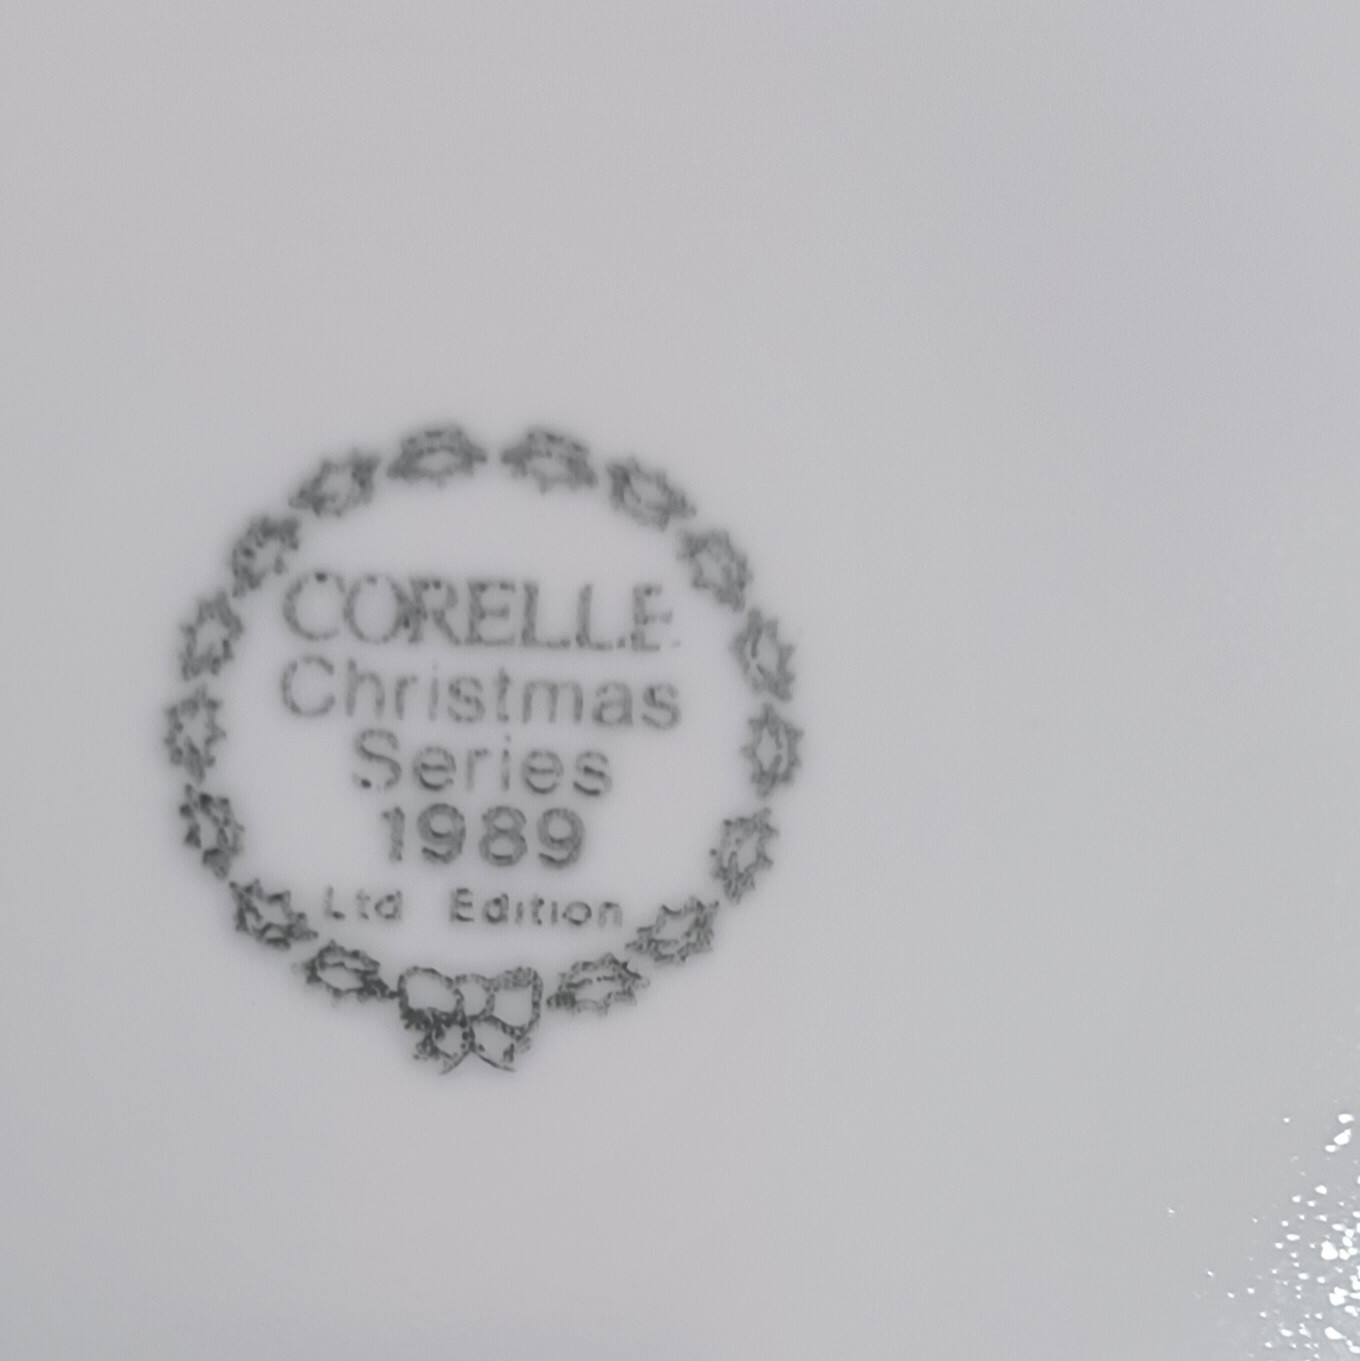 CORELLE
Christmas
Series
1989
Ltd Edition